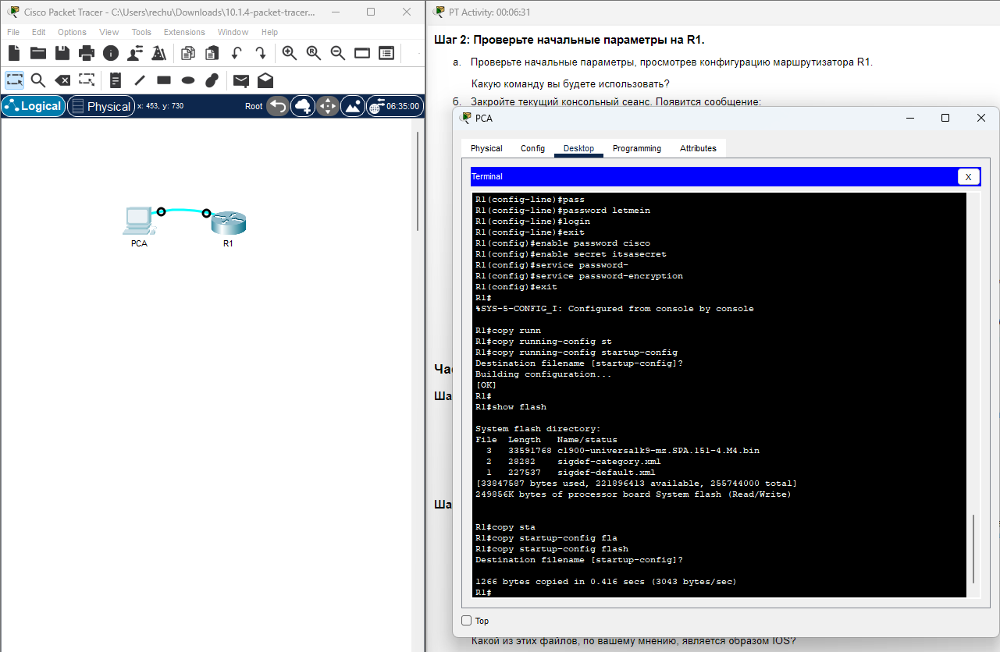 Cisco Packet Tracer - C:\Users\rechu\Downloads\10.1.4-packet-tracer...
File Edit Options View Tools Extensions Window Help
Logical Physical x: 453, y: 730 Root 06:35:00
PCA
R1
PT Activity: 00:06:31
Шаг 2: Проверьте начальные параметры на R1.
а. Проверьте начальные параметры, просмотрев конфигурацию маршрутизатора R1.
Какую команду вы будете использовать?
б. Закройте текущий консольный сеанс. Появится сообщение:
PCA
Physical Config Desktop Programming Attributes
Terminal X
R1(config-line)#pass
R1(config-line)#password letmein
R1(config-line)#login
R1(config-line)#exit
R1(config)#enable password cisco
R1(config)#enable secret itsasecret
R1(config)#service password-
R1(config)#service password-encryption
R1(config)#exit
R1#
%SYS-5-CONFIG_I: Configured from console by console
R1#copy runn
R1#copy running-config st
R1#copy running-config startup-config
Destination filename [startup-config]?
Building configuration...
[OK]
R1#
R1#show flash
System flash directory:
File Length Name/status
3 33591768 c1900-universalk9-mz.SPA.151-4.M4.bin
2 28282 sigdef-category.xml
1 227537 sigdef-default.xml
[33847587 bytes used, 221896413 available, 255744000 total]
249856K bytes of processor board System flash (Read/Write)
R1#copy sta
R1#copy startup-config fla
R1#copy startup-config flash
Destination filename [startup-config]?
1266 bytes copied in 0.416 secs (3043 bytes/sec)
R1#
Top
Час
Ша
Ша
Какой из этих файлов, по вашему мнению, является образом IOS?